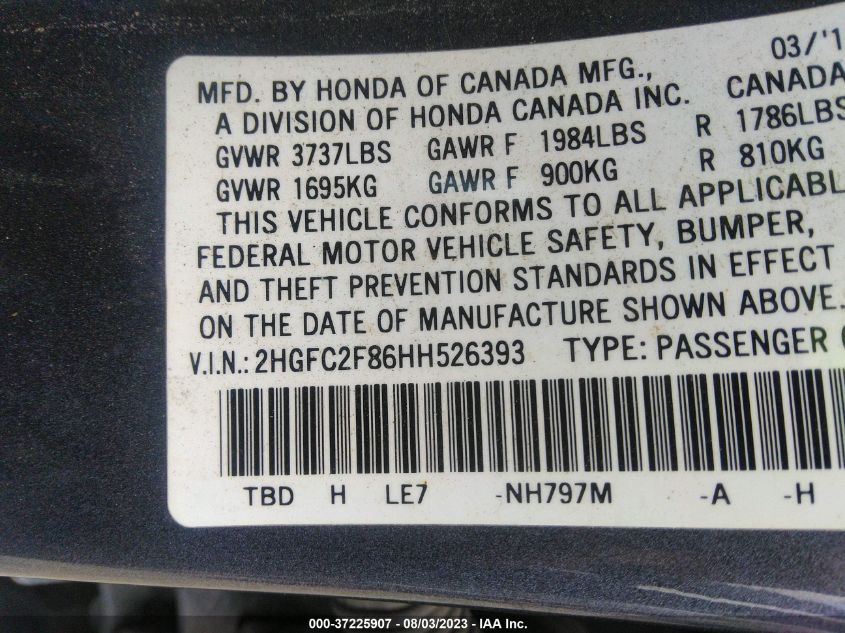 03/'1
MFD. BY HONDA OF CANADA MFG.,
A DIVISION OF HONDA CANADA INC. CANADA
GVWR 3737LBS GAWR F 1984LBS R 1786LBS
GVWR 1695KG GAWR F 900KG R 810KG
THIS VEHICLE CONFORMS TO ALL APPLICABL
FEDERAL MOTOR VEHICLE SAFETY, BUMPER,
AND THEFT PREVENTION STANDARDS IN EFFECT
ON THE DATE OF MANUFACTURE SHOWN ABOVE.
V.I.N.: 2HGFC2F86HH526393 TYPE: PASSENGER
TBD H LE7 -NH797M -A -H
000-37225907 - 08/03/2023 - IAA Inc.